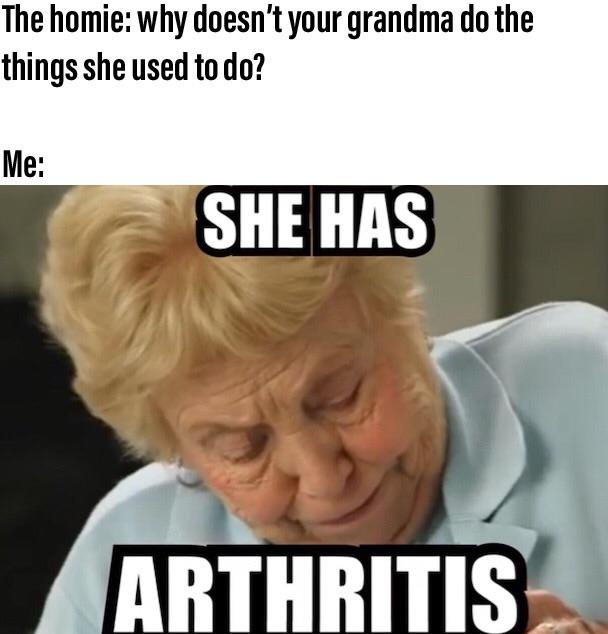 The homie: why doesn’t your grandma do the
things she used to do?
Me:
SHE HAS
ARTHRITIS